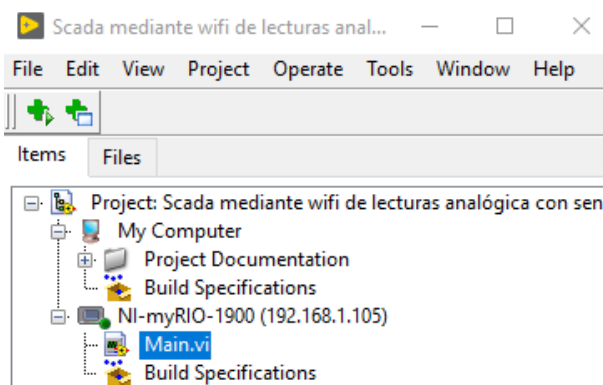 Scada mediante wifi de lecturas anal...
File Edit View Project Operate Tools Window Help
Items Files
Project: Scada mediante wifi de lecturas analógica con sen
My Computer
Project Documentation
Build Specifications
NI-myRIO-1900 (192.168.1.105)
Main.vi
Build Specifications